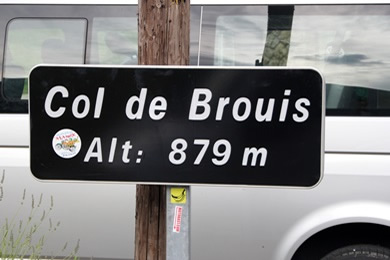 Col de Brouis
Alt: 879 m